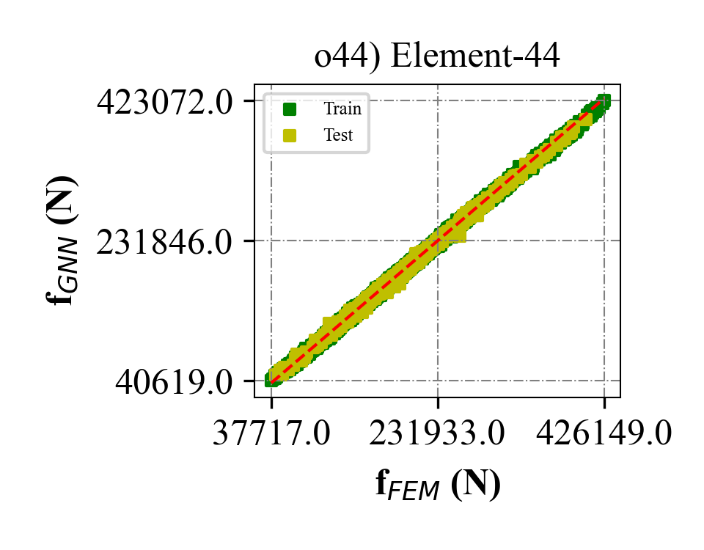 o44) Element-44
423072.0
231846.0
40619.0
f_GNN (N)
Train
Test
37717.0 231933.0 426149.0
f_FEM (N)